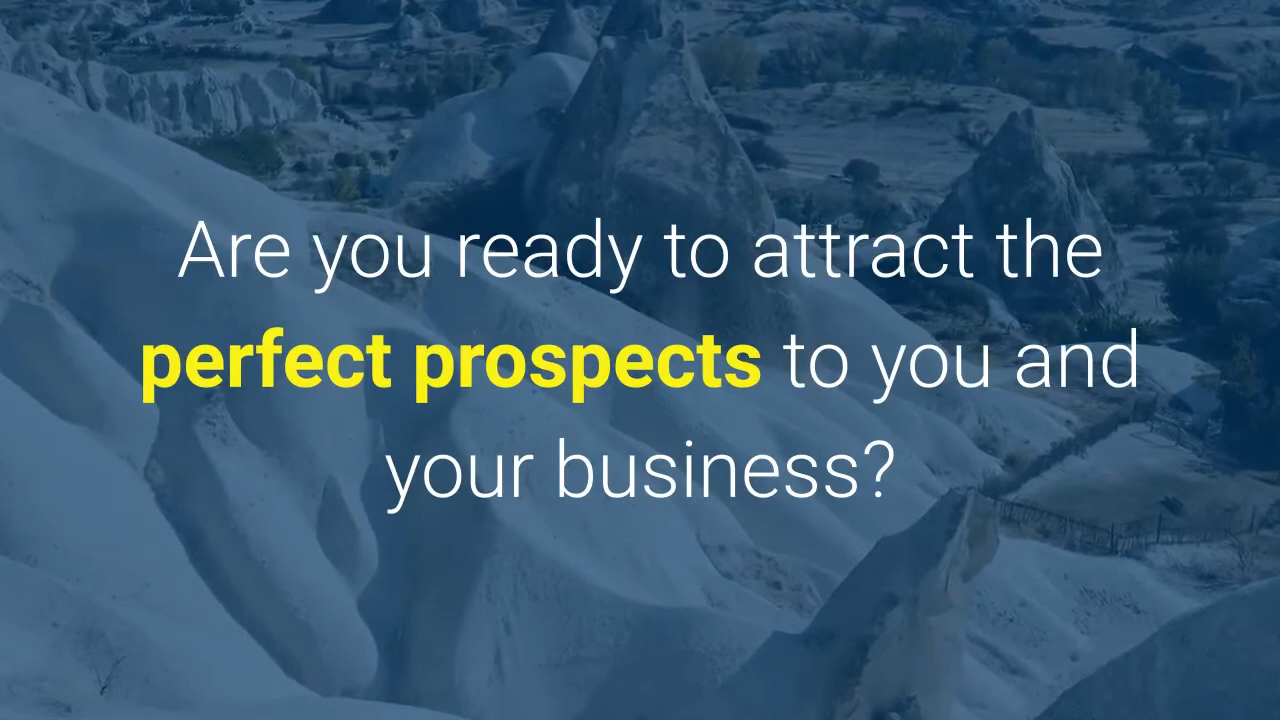 Are you ready to attract the
perfect prospects to you and
your business?